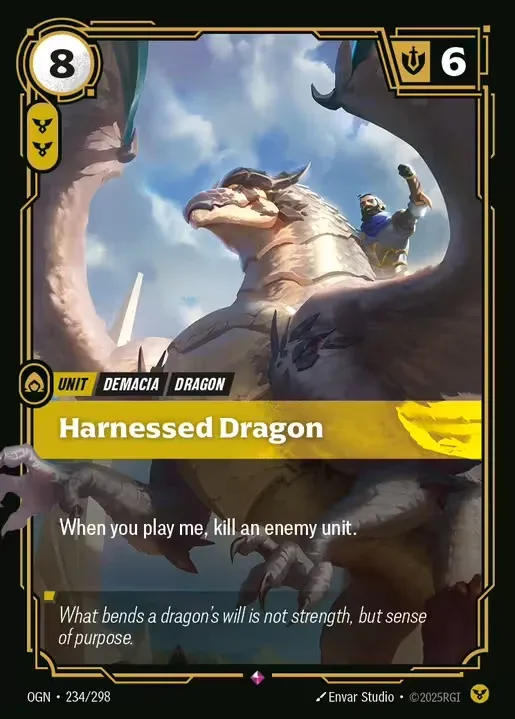 8
6
UNIT DEMACIA DRAGON
Harnessed Dragon
When you play me, kill an enemy unit.
What bends a dragon's will is not strength, but sense
of purpose.
OGN • 234/298
Envar Studio • ©2025RGI